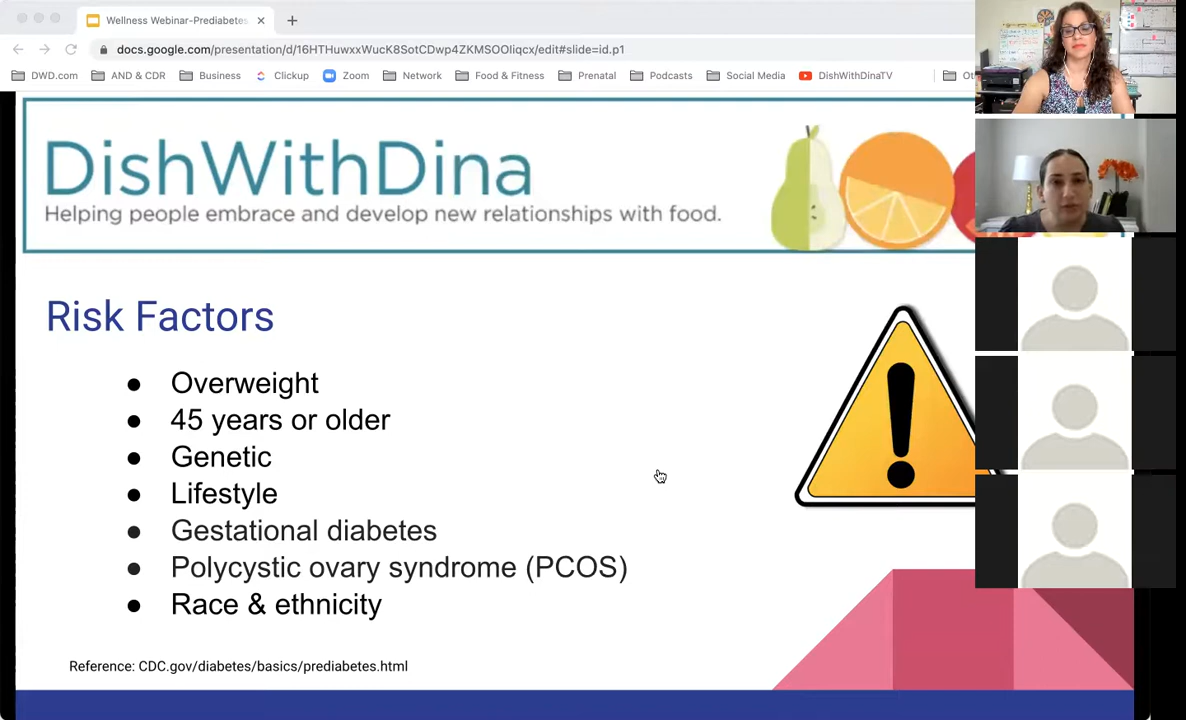 Wellness Webinar-Prediabetes
docs.google.com/presentation/d/16HTHuwxxWucK8SotCDwp4ZKMSOOliqcx/edit#slide=id.p1
DWD.com AND & CDR Business Clickup Zoom Network Food & Fitness Prenatal Podcasts Social Media DishWithDinaTV
DishWithDina
Helping people embrace and develop new relationships with food.
Risk Factors
● Overweight
● 45 years or older
● Genetic
● Lifestyle
● Gestational diabetes
● Polycystic ovary syndrome (PCOS)
● Race & ethnicity
Reference: CDC.gov/diabetes/basics/prediabetes.html